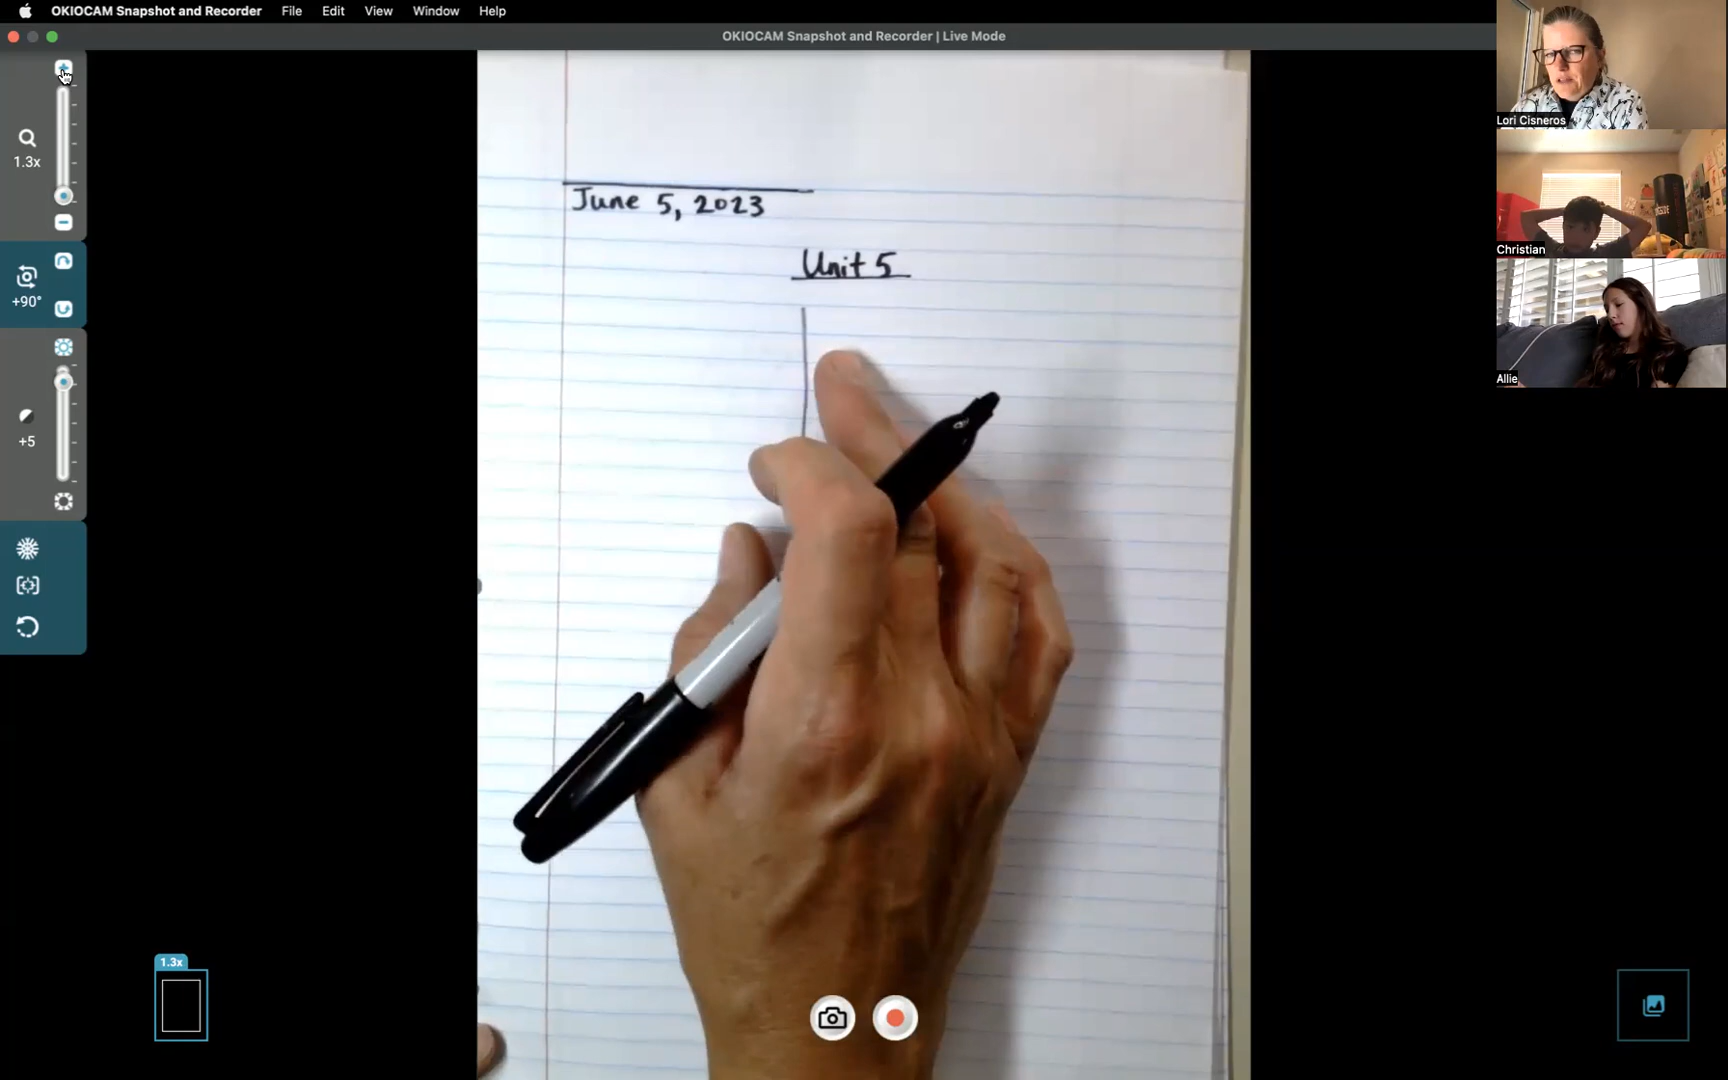 OKIOCAM Snapshot and Recorder File Edit View Window Help
OKIOCAM Snapshot and Recorder | Live Mode
1.3x
+90°
+5
June 5, 2023
Unit 5
1.3x
Lori Cisneros
Christian
Allie